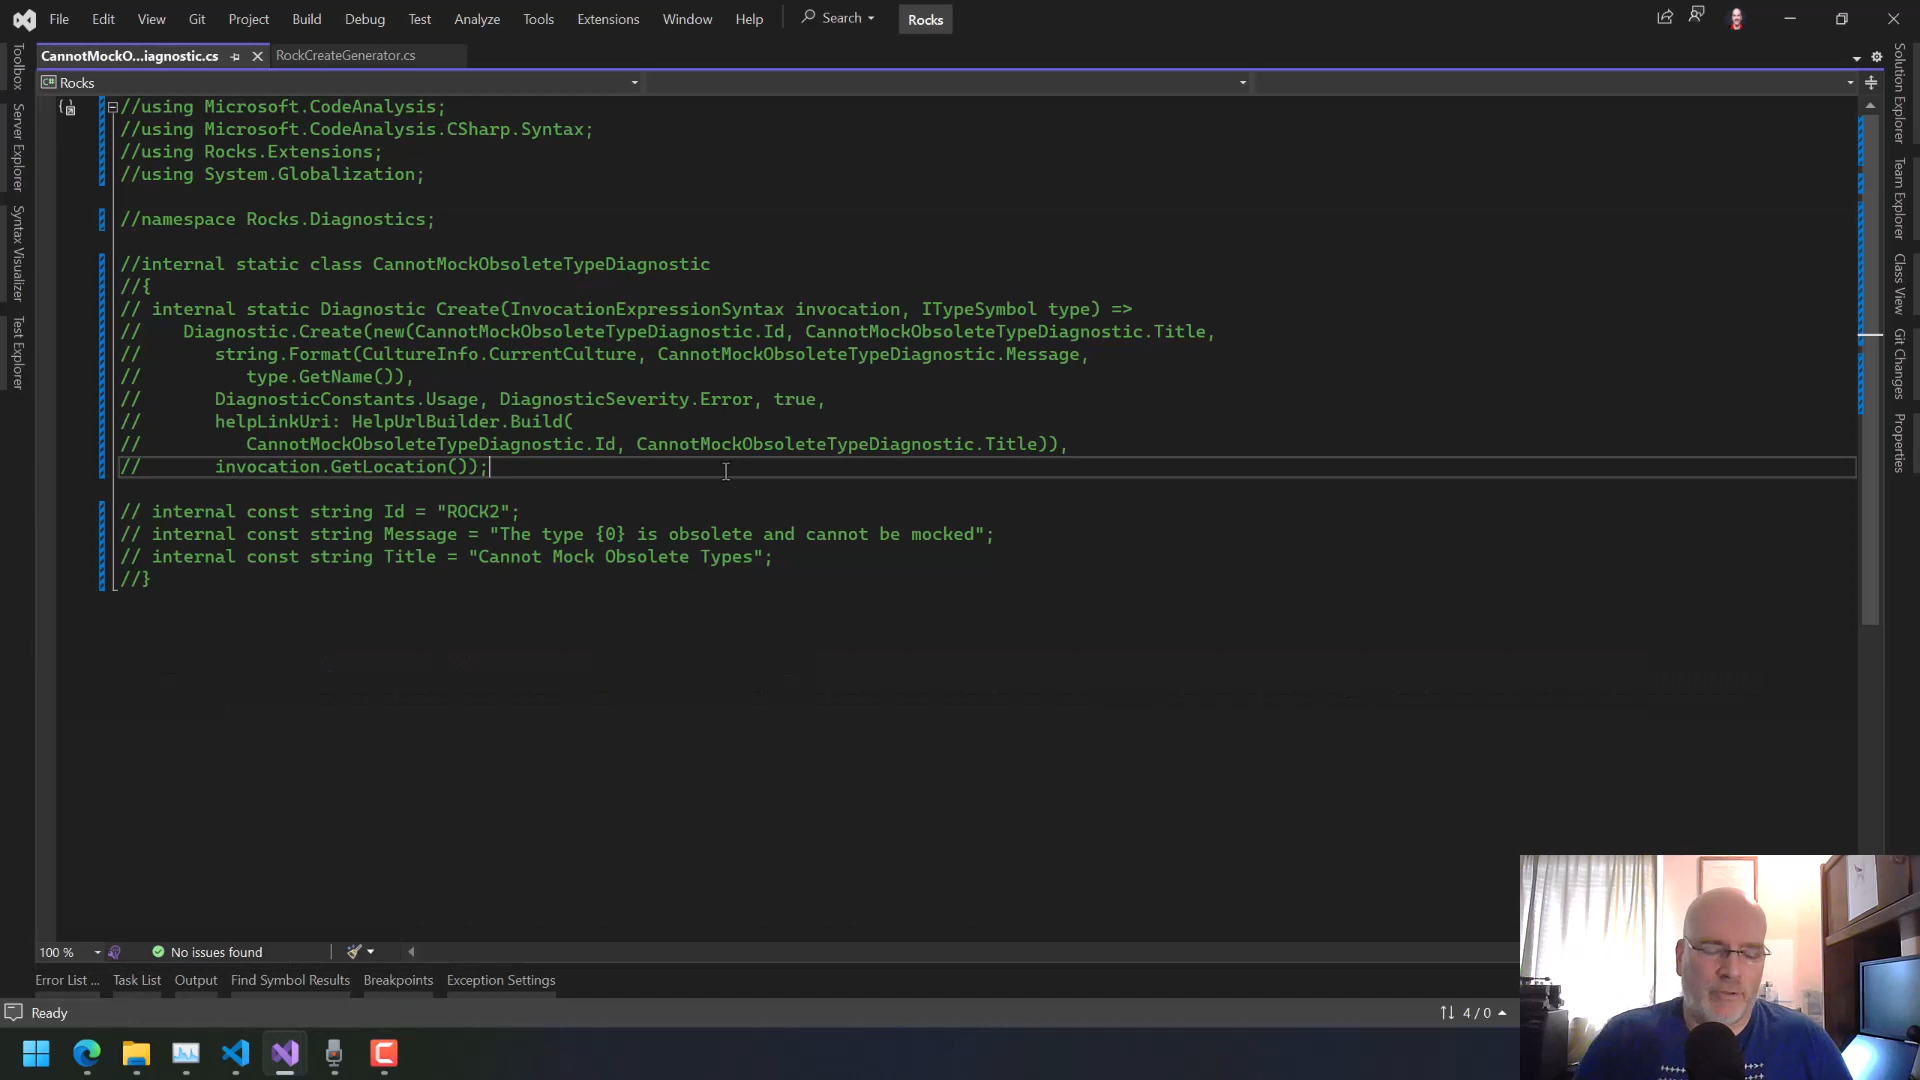 File Edit View Git Project Build Debug Test Analyze Tools Extensions Window Help Search Rocks
CannotMockO...iagnostic.cs RockCreateGenerator.cs
C# Rocks
//using Microsoft.CodeAnalysis;
//using Microsoft.CodeAnalysis.CSharp.Syntax;
//using Rocks.Extensions;
//using System.Globalization;
//namespace Rocks.Diagnostics;
//internal static class CannotMockObsoleteTypeDiagnostic
//{
// internal static Diagnostic Create(InvocationExpressionSyntax invocation, ITypeSymbol type) =>
// Diagnostic.Create(new(CannotMockObsoleteTypeDiagnostic.Id, CannotMockObsoleteTypeDiagnostic.Title,
// string.Format(CultureInfo.CurrentCulture, CannotMockObsoleteTypeDiagnostic.Message,
// type.GetName()),
// DiagnosticConstants.Usage, DiagnosticSeverity.Error, true,
// helpLinkUri: HelpUrlBuilder.Build(
// CannotMockObsoleteTypeDiagnostic.Id, CannotMockObsoleteTypeDiagnostic.Title)),
// invocation.GetLocation());
// internal const string Id = "ROCK2";
// internal const string Message = "The type {0} is obsolete and cannot be mocked";
// internal const string Title = "Cannot Mock Obsolete Types";
//}
Toolbox
Server Explorer
Syntax Visualizer
Test Explorer
Solution Explorer
Team Explorer
Class View
Git Changes
Properties
100 % No issues found
Error List ... Task List Output Find Symbol Results Breakpoints Exception Settings
Ready 4 / 0